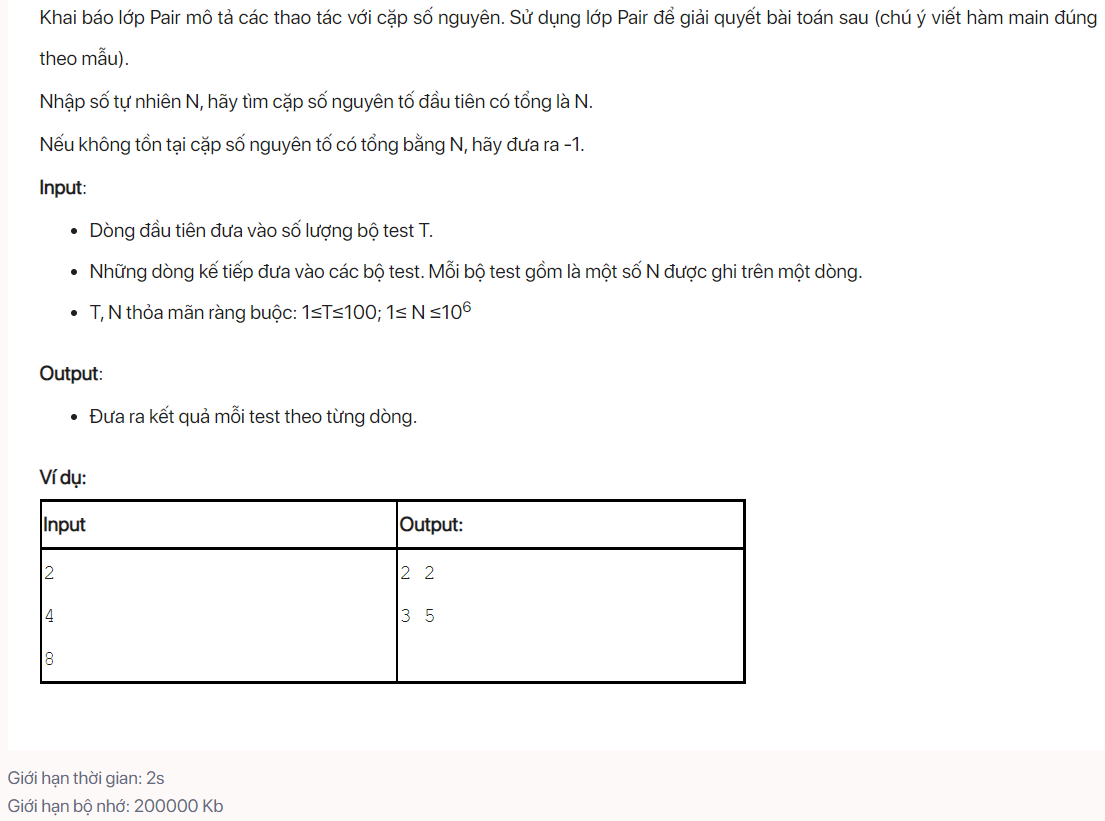 Khai báo lớp Pair mô tả các thao tác với cặp số nguyên. Sử dụng lớp Pair để giải quyết bài toán sau (chú ý viết hàm main đúng
theo mẫu).
Nhập số tự nhiên N, hãy tìm cặp số nguyên tố đầu tiên có tổng là N.
Nếu không tồn tại cặp số nguyên tố có tổng bằng N, hãy đưa ra -1.
Input:
• Dòng đầu tiên đưa vào số lượng bộ test T.
• Những dòng kế tiếp đưa vào các bộ test. Mỗi bộ test gồm là một số N được ghi trên một dòng.
• T, N thỏa mãn ràng buộc: 1≤T≤100; 1≤ N ≤10⁶
Output:
• Đưa ra kết quả mỗi test theo từng dòng.
Ví dụ:
Input Output:
2 2 2
4 3 5
8
Giới hạn thời gian: 2s
Giới hạn bộ nhớ: 200000 Kb